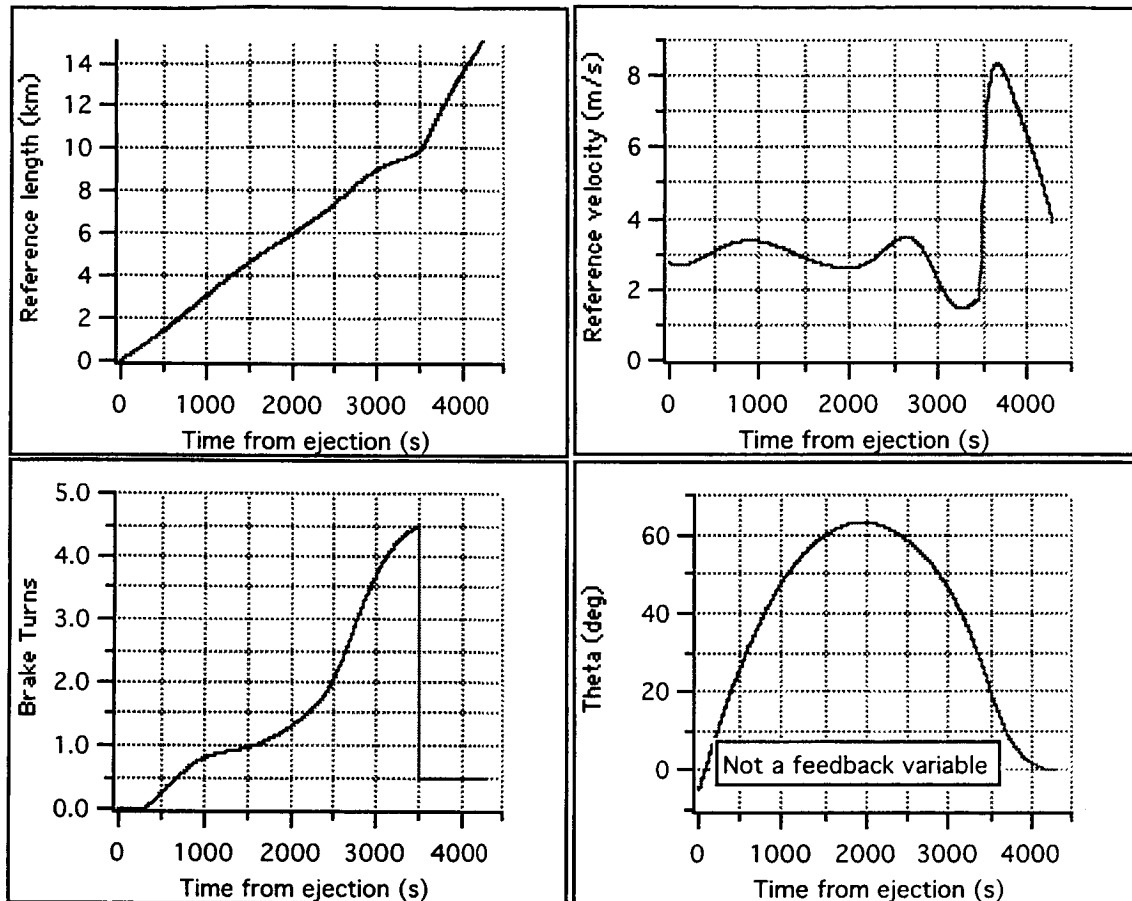 Reference length (km)
14
12
10
8
6
4
2
0
0 1000 2000 3000 4000
Time from ejection (s)
Reference velocity (m/s)
8
6
4
2
0
0 1000 2000 3000 4000
Time from ejection (s)
Brake Turns
5.0
4.0
3.0
2.0
1.0
0.0
0 1000 2000 3000 4000
Time from ejection (s)
Theta (deg)
60
40
20
0
Not a feedback variable
0 1000 2000 3000 4000
Time from ejection (s)